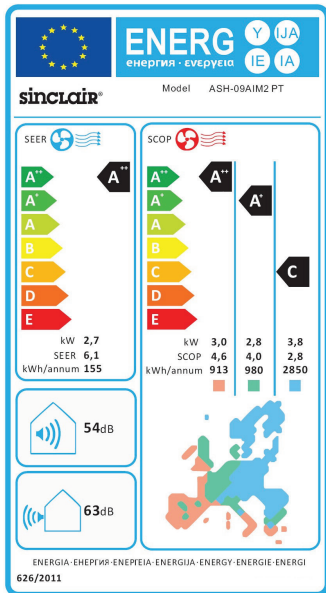 ENERG
енергия · ενεργεια
Y IJA
IE IA
sinclair®
Model ASH-09AIM2 PT
SEER
A++
A+
A
B
C
D
E
A++
kW 2,7
SEER 6,1
kWh/annum 155
SCOP
A++
A+
A
B
C
D
E
A++
A+
C
kW 3,0 2,8 3,8
SCOP 4,6 4,0 2,8
kWh/annum 913 980 2850
54dB
63dB
ENERGIA·ЕНЕРГИЯ·ΕΝΕΡΓΕΙΑ·ENERGIJA·ENERGY·ENERGIE·ENERGI
626/2011